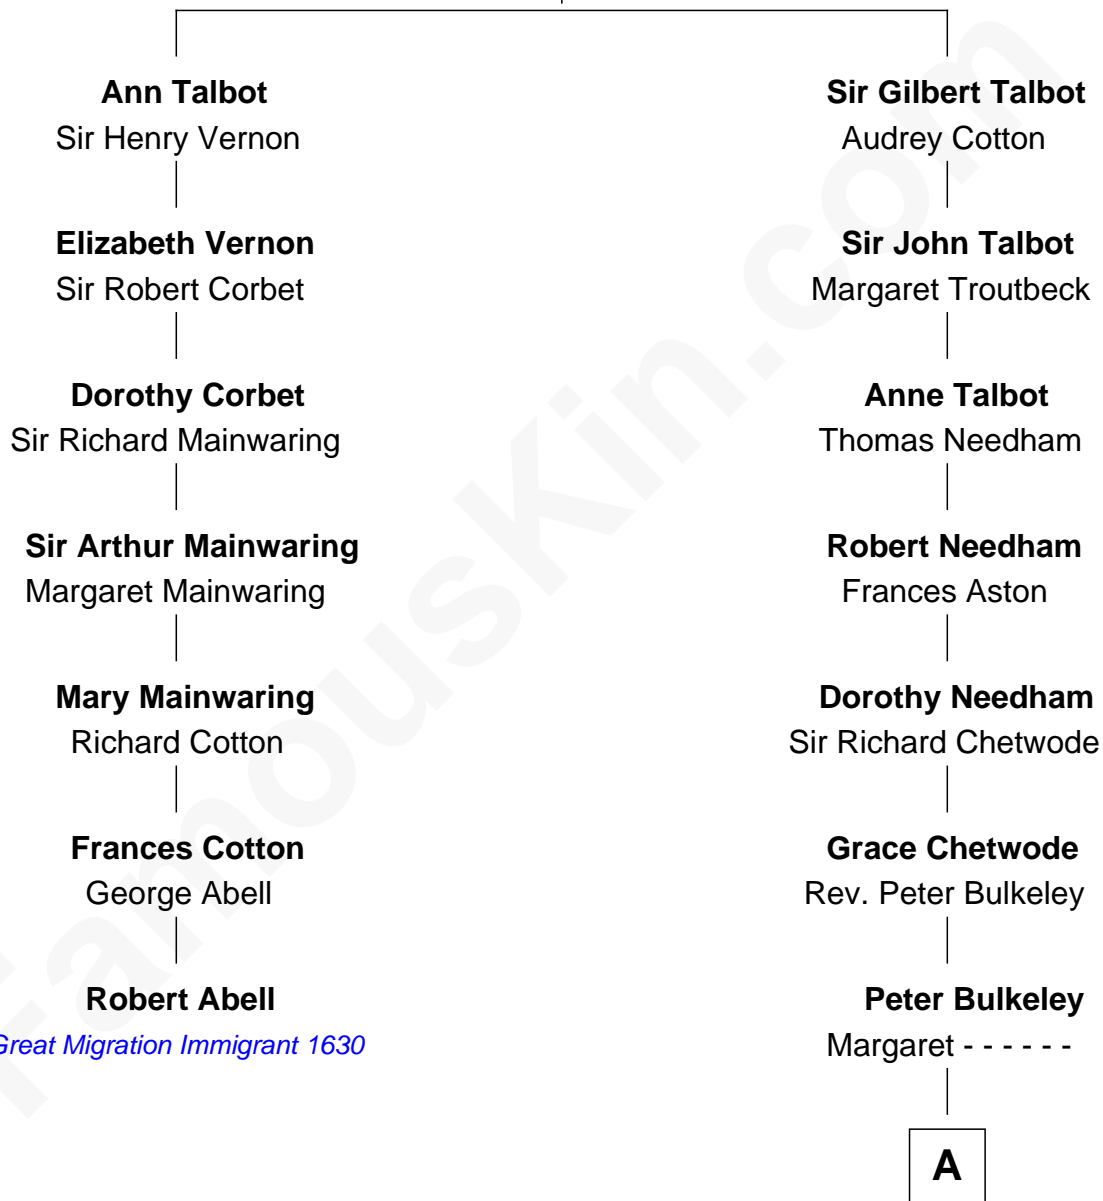 Ann Talbot
Sir Henry Vernon
Elizabeth Vernon
Sir Robert Corbet
Dorothy Corbet
Sir Richard Mainwaring
Sir Arthur Mainwaring
Margaret Mainwaring
Mary Mainwaring
Richard Cotton
Frances Cotton
George Abell
Robert Abell
Great Migration Immigrant 1630
Sir Gilbert Talbot
Audrey Cotton
Sir John Talbot
Margaret Troutbeck
Anne Talbot
Thomas Needham
Robert Needham
Frances Aston
Dorothy Needham
Sir Richard Chetwode
Grace Chetwode
Rev. Peter Bulkeley
Peter Bulkeley
Margaret - - - - - -
A
FamousKin.com